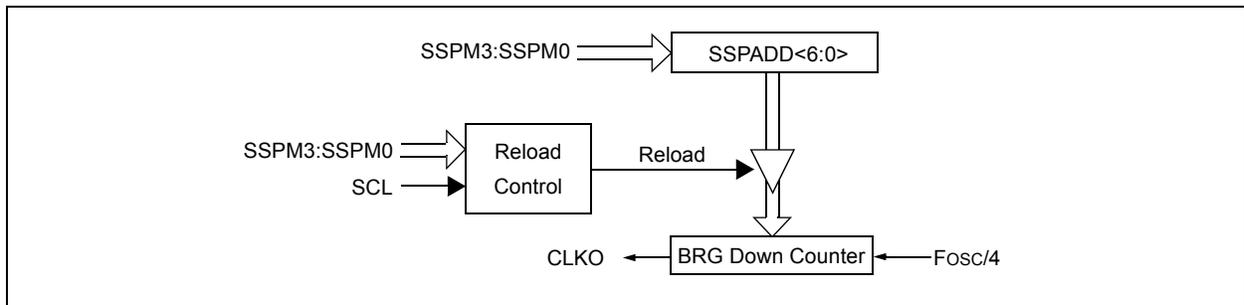 SSPM3:SSPM0
SSPADD<6:0>
SSPM3:SSPM0
SCL
Reload
Control
Reload
CLKO
BRG Down Counter
FOSC/4